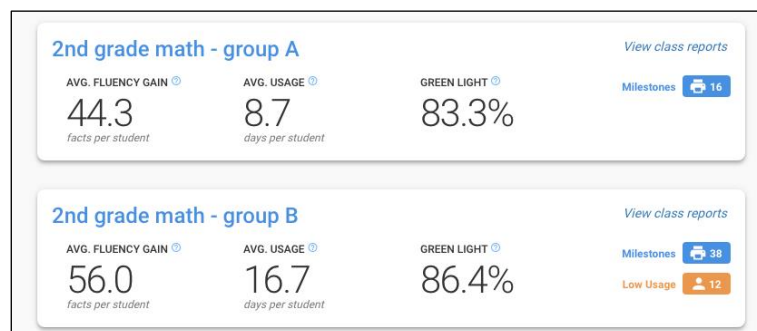 2nd grade math - group A
View class reports
AVG. FLUENCY GAIN AVG. USAGE GREEN LIGHT
Milestones 16
44.3 8.7 83.3%
facts per student days per student
2nd grade math - group B
View class reports
AVG. FLUENCY GAIN AVG. USAGE GREEN LIGHT
Milestones 38
56.0 16.7 86.4%
Low Usage 12
facts per student days per student